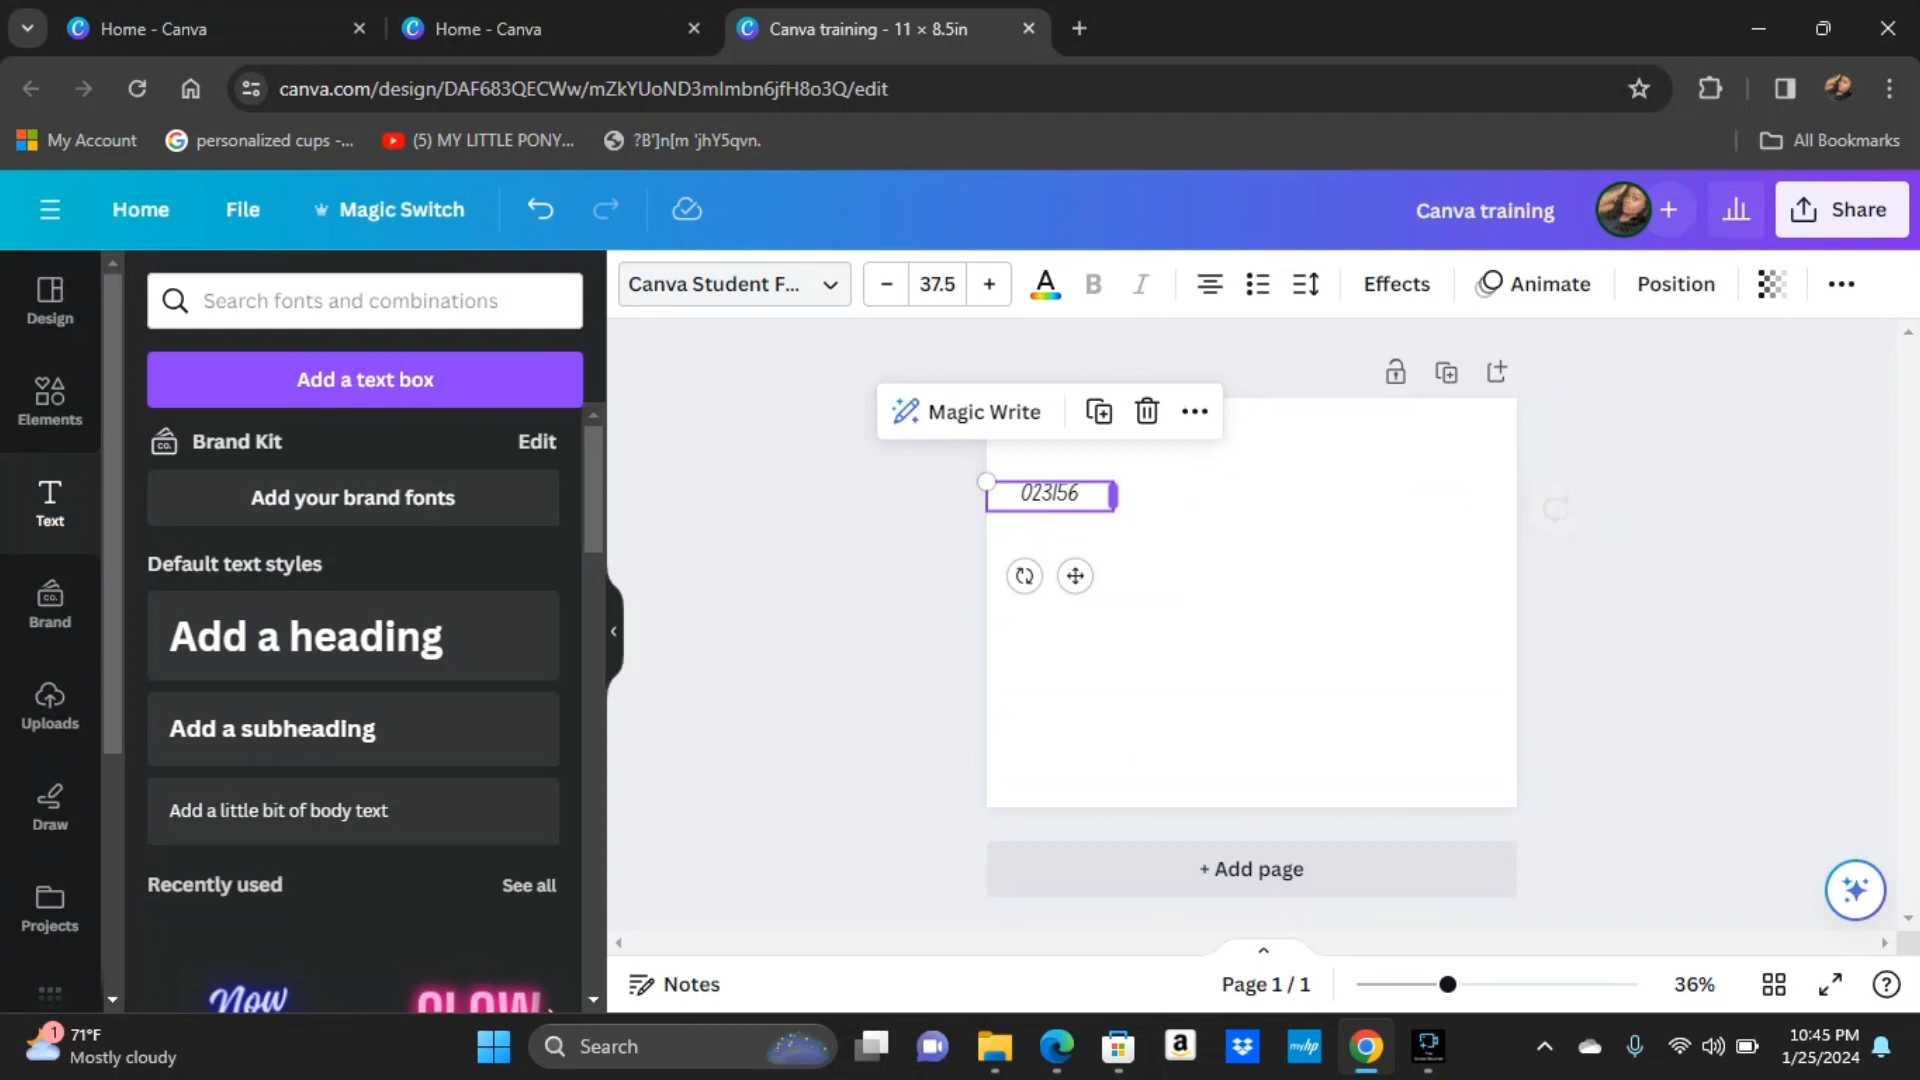 Home - Canva
Home - Canva
Canva training - 11 × 8.5in
canva.com/design/DAF683QECWw/mZkYUoND3mImbn6jfH8o3Q/edit
My Account
personalized cups -...
(5) MY LITTLE PONY...
?B']n[m 'jhY5qvn.
All Bookmarks
Home
File
Magic Switch
Canva training
Share
Design
Elements
Text
Brand
Uploads
Draw
Projects
Search fonts and combinations
Add a text box
CO.
Brand Kit
Edit
Add your brand fonts
Default text styles
Add a heading
Add a subheading
Add a little bit of body text
Recently used
See all
Now
GLOW
Canva Student F...
37.5
A
B
I
Effects
Animate
Position
Magic Write
023156
+ Add page
Notes
Page 1 / 1
36%
1
71°F
Mostly cloudy
Search
a
myhp
10:45 PM
1/25/2024